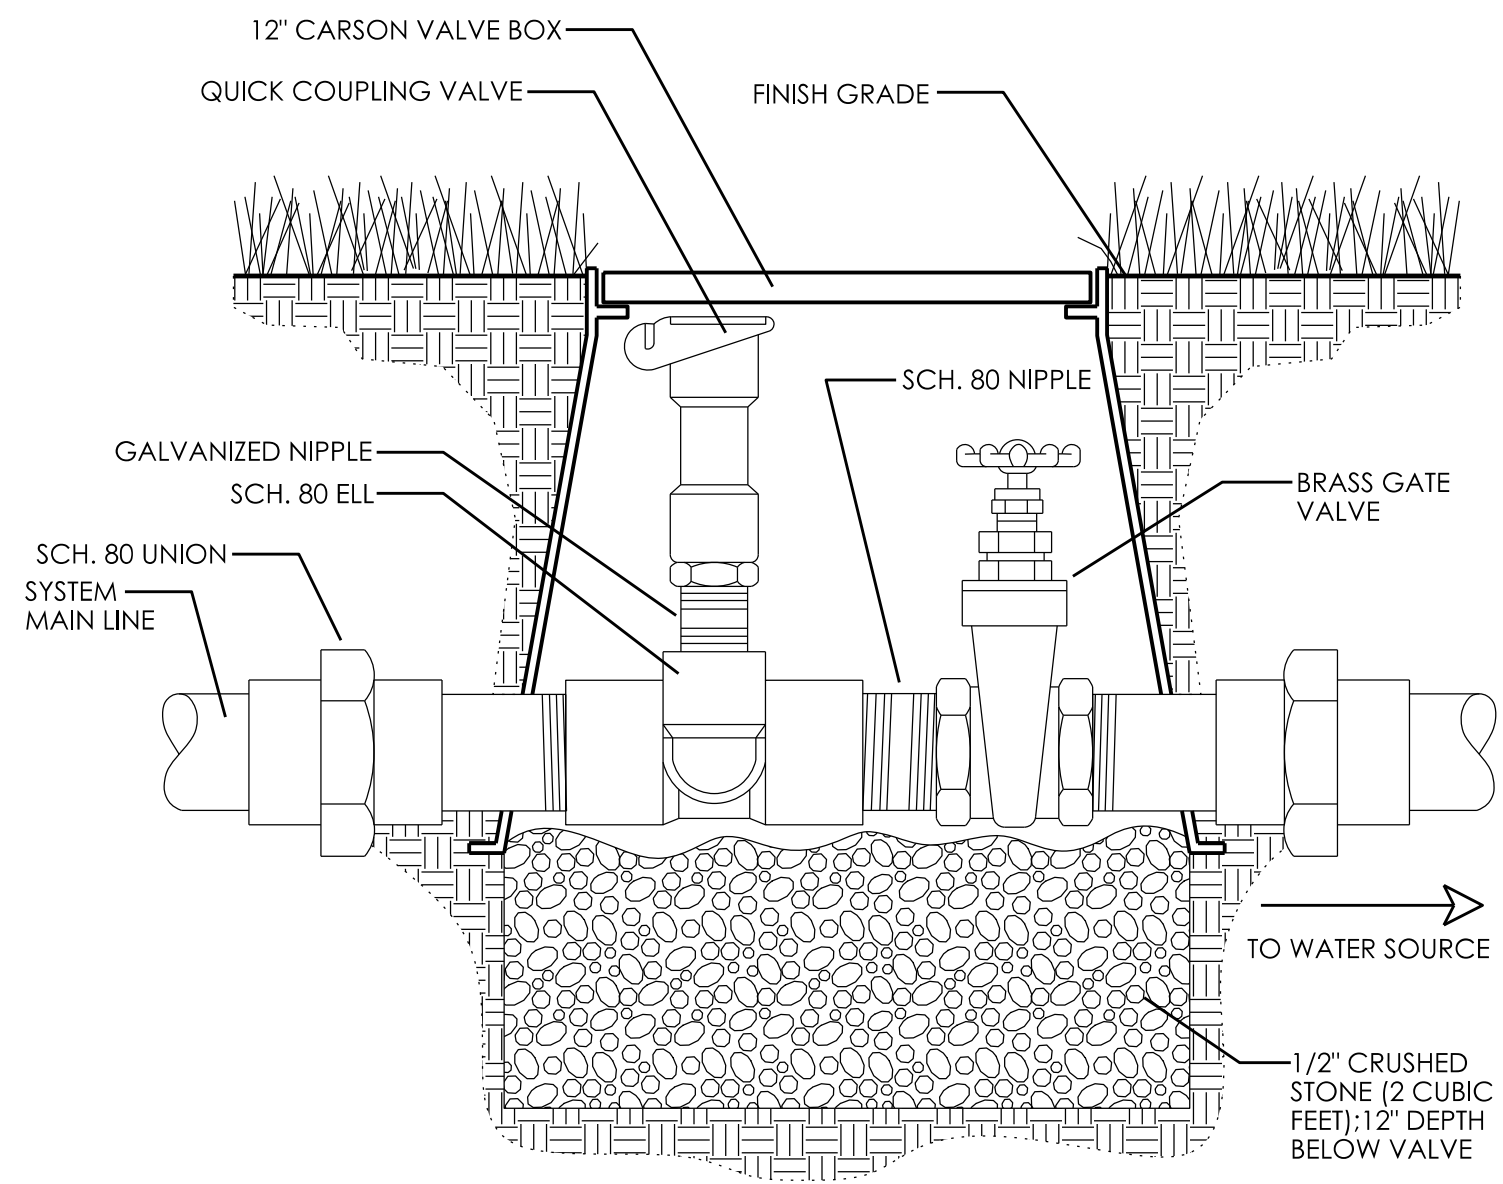 12" CARSON VALVE BOX
QUICK COUPLING VALVE
FINISH GRADE
SCH. 80 NIPPLE
GALVANIZED NIPPLE
SCH. 80 ELL
BRASS GATE
VALVE
SCH. 80 UNION
SYSTEM
MAIN LINE
TO WATER SOURCE
1/2" CRUSHED
STONE (2 CUBIC
FEET);12" DEPTH
BELOW VALVE